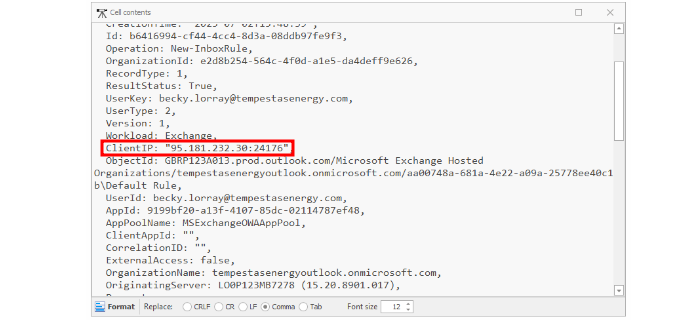 Cell contents
CreationTime: "2025-07-02T15:48:59",
Id: b6416994-cf44-4cc4-8d3a-08ddb97fe9f3,
Operation: New-InboxRule,
OrganizationId: e2d8b254-564c-4f0d-a1e5-da4deff9e626,
RecordType: 1,
ResultStatus: True,
UserKey: becky.lorray@tempestasenergy.com,
UserType: 2,
Version: 1,
Workload: Exchange,
ClientIP: "95.181.232.30:24176"
ObjectId: GBRP123A013.prod.outlook.com/Microsoft Exchange Hosted
Organizations/tempestasenergyoutlook.onmicrosoft.com/aa00748a-681a-4e22-a09a-25778ee40c1
b\Default Rule,
UserId: becky.lorray@tempestasenergy.com,
AppId: 9199bf20-a13f-4107-85dc-02114787ef48,
AppPoolName: MSExchangeOWAAppPool,
ClientAppId: "",
CorrelationID: "",
ExternalAccess: false,
OrganizationName: tempestasenergyoutlook.onmicrosoft.com,
OriginatingServer: LO0P123MB7278 (15.20.8901.017),
Format Replace: CRLF CR LF Comma Tab Font size 12